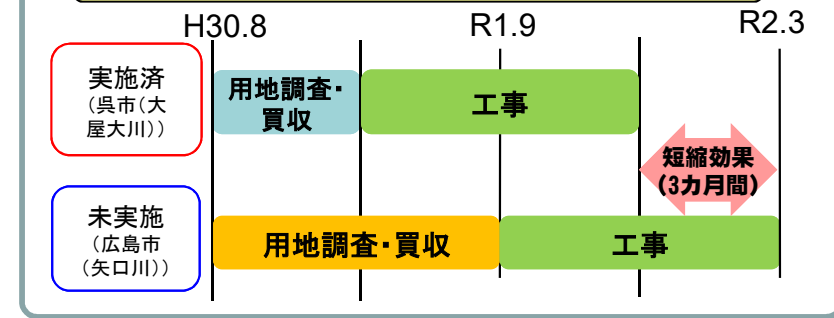 H30.8 R1.9 R2.3
実施済
(呉市(大
屋大川))
用地調査・
買収
工事
短縮効果
(3カ月間)
未実施
(広島市
(矢口川))
用地調査・買収
工事